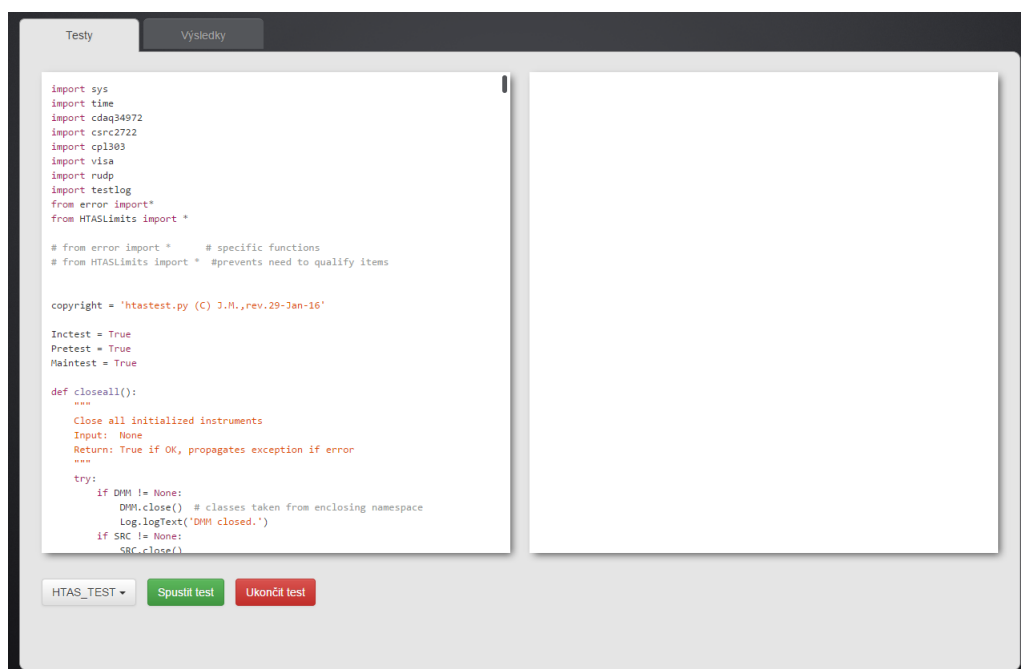 Testy
Výsledky
import sys
import time
import cdaq34972
import csrc2722
import cpl303
import visa
import rudp
import testlog
from error import*
from HTASLimits import *
# from error import *      # specific functions
# from HTASLimits import *  #prevents need to qualify items
copyright = 'htastest.py (C) J.M.,rev.29-Jan-16'
Inctest = True
Pretest = True
Maintest = True
def closeall():
    """
    Close all initialized instruments
    Input:  None
    Return: True if OK, propagates exception if error
    """
    try:
        if DMM != None:
            DMM.close()  # classes taken from enclosing namespace
            Log.logText('DMM closed.')
        if SRC != None:
            SRC.close()
HTAS_TEST
Spustit test
Ukončit test